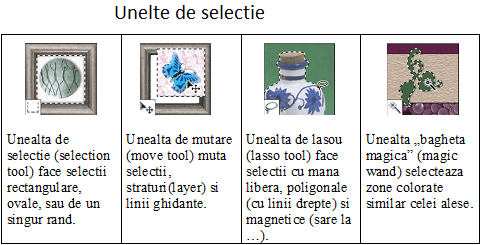 Unelte de selectie
Unealta de
selectie (selection
tool) face selectii
rectangulare,
ovale, sau de un
singur rand.
Unealta de mutare
(move tool) muta
selectii,
straturi(layer) si
linii ghidante.
Unealta de lasou
(lasso tool) face
selectii cu mana
libera, poligonale
(cu linii drepte) si
magnetice (sare la
…).
Unealta „bagheta
magica” (magic
wand) selecteaza
zone colorate
similar celei alese.